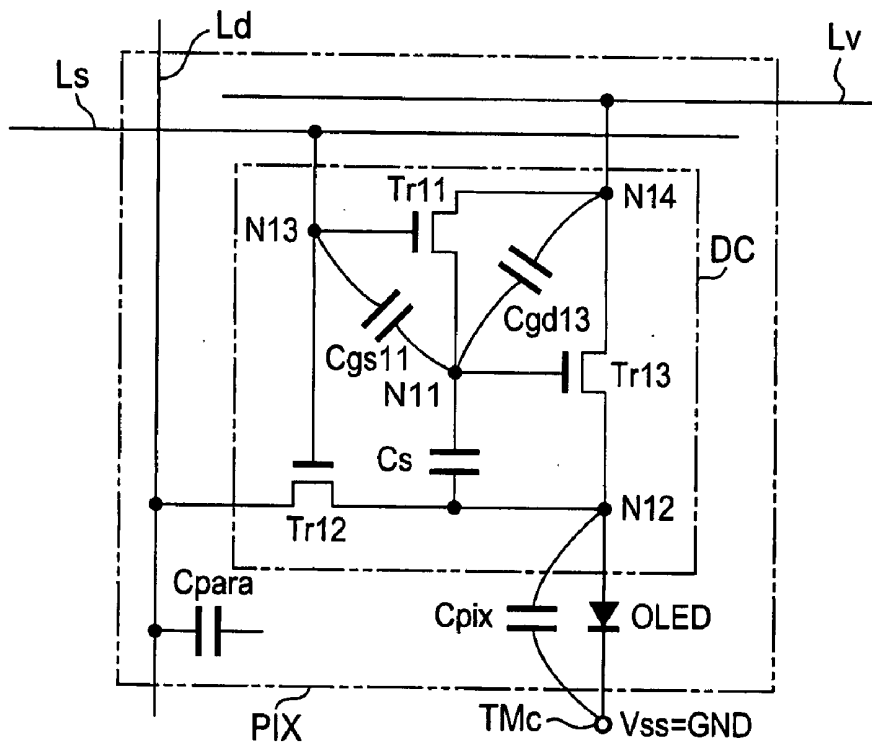 Ld
Lv
Ls
Tr11
N14
N13
DC
Cgd13
Cgs11
N11
Tr13
Cs
N12
Tr12
Cpara
Cpix
OLED
TMc
Vss=GND
PIX